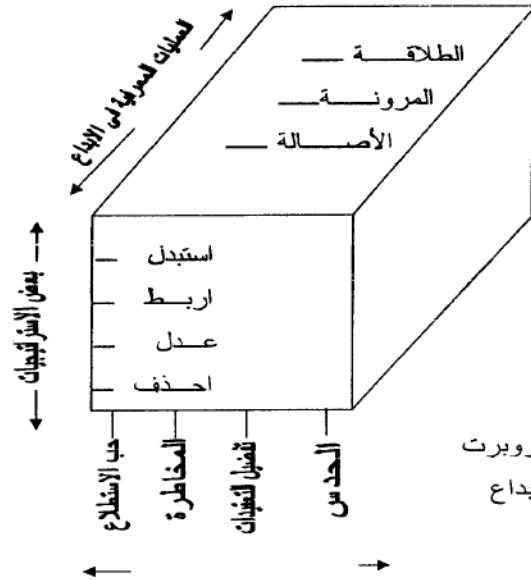 العمليات المعرفية في الابداع
الطلاقة
المرونة
الأصالة
بعض الاستراتيجيات
استبدل
اربط
عدل
احذف
حب الاستطلاع
المخاطرة
تفضيل التعقيدات
الحدس
روبرت
بداع